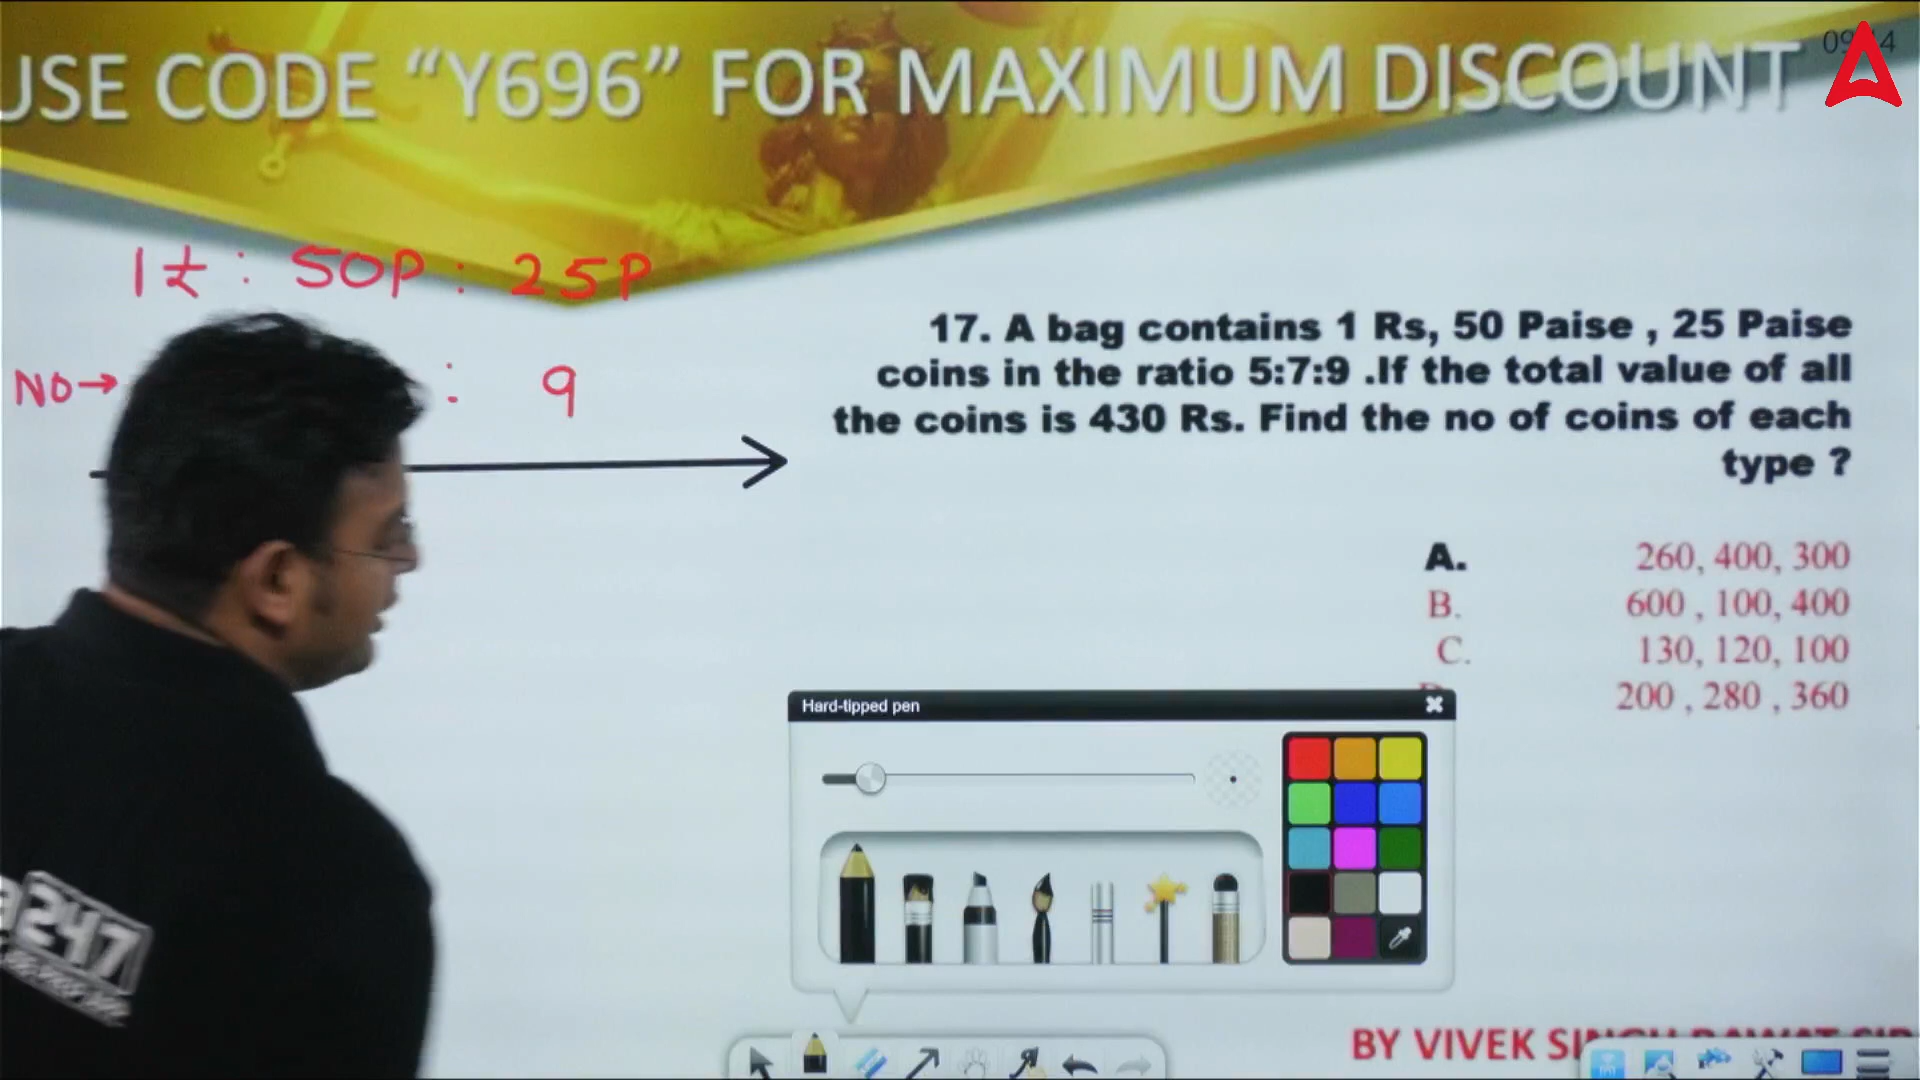 USE CODE “Y696” FOR MAXIMUM DISCOUNT
1₹ : 50P : 25P
NO→ : 9
17. A bag contains 1 Rs, 50 Paise , 25 Paise
coins in the ratio 5:7:9 .If the total value of all
the coins is 430 Rs. Find the no of coins of each
type ?
A. 260, 400, 300
B. 600 , 100, 400
C. 130, 120, 100
200 , 280 , 360
Hard-tipped pen
247
BY VIVEK SINGH RAWAT SIR